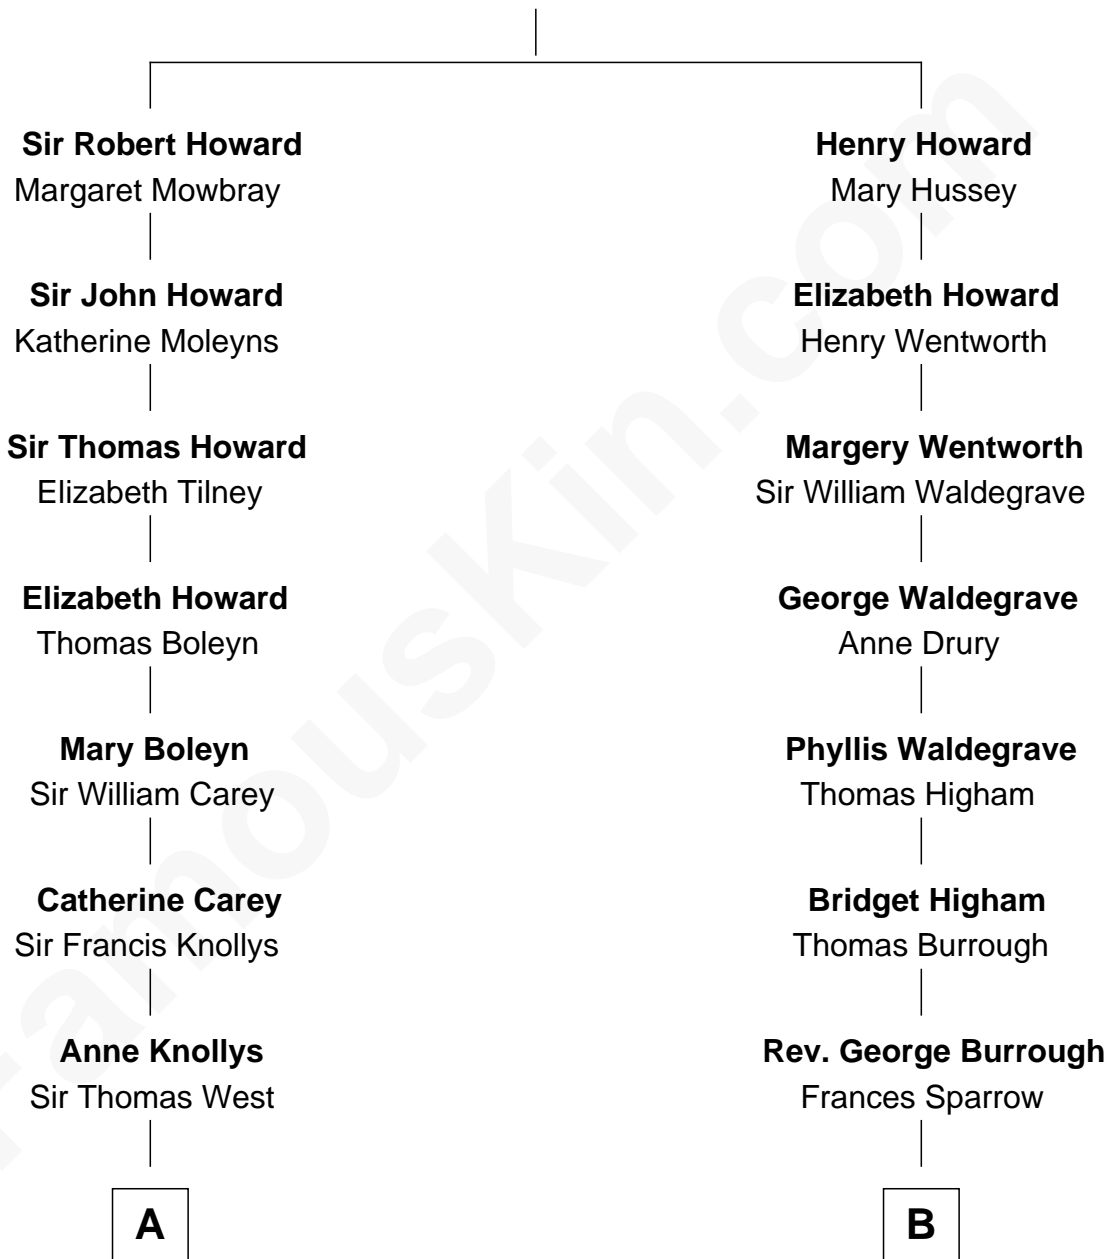 Sir Robert Howard
Margaret Mowbray
Sir John Howard
Katherine Moleyns
Sir Thomas Howard
Elizabeth Tilney
Elizabeth Howard
Thomas Boleyn
Mary Boleyn
Sir William Carey
Catherine Carey
Sir Francis Knollys
Anne Knollys
Sir Thomas West
A
Henry Howard
Mary Hussey
Elizabeth Howard
Henry Wentworth
Margery Wentworth
Sir William Waldegrave
George Waldegrave
Anne Drury
Phyllis Waldegrave
Thomas Higham
Bridget Higham
Thomas Burrough
Rev. George Burrough
Frances Sparrow
B
FamousKin.com